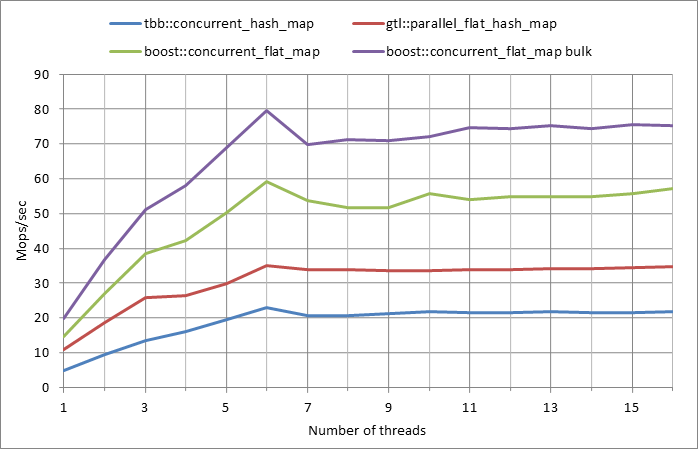 tbb::concurrent_hash_map gtl::parallel_flat_hash_map
boost::concurrent_flat_map boost::concurrent_flat_map bulk
90
80
70
60
50
40
30
20
10
0
Mops/sec
1 3 5 7 9 11 13 15
Number of threads